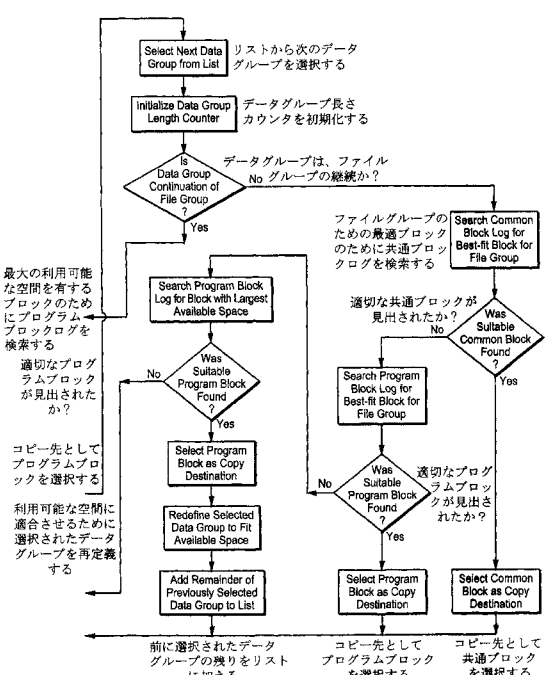 Select Next Data
Group from List
リストから次のデータ
グループを選択する
Initialize Data Group
Length Counter
データグループ長さ
カウンタを初期化する
Is
Data Group
Continuation of
File Group
?
データグループは、ファイル
グループの継続か?
No
Yes
ファイルグループの
ための最適ブロック
のために共通ブロッ
クログを検索する
Search Common
Block Log for
Best-fit Block for
File Group
最大の利用可能
な空間を有する
ブロックのため
にプログラム
ブロックログを
検索する
Search Program Block
Log for Block with Largest
Available Space
適切な共通ブロックが
見出されたか?
Was
Suitable
Common Block
Found
?
No
Yes
適切なプログ
ラムブロック
が見出された
か?
No
Was
Suitable
Program Block
Found
?
Yes
Search Program
Block Log for
Best-fit Block for
File Group
コピー先として
プログラムブロ
ックを選択する
Select Program
Block as Copy
Destination
No
Was
Suitable
Program Block
Found
?
Yes
適切なプログ
ラムブロッ
クが見出さ
れたか?
利用可能な空間に
適合させるために
選択されたデータ
グループを再定義
する
Redefine Selected
Data Group to Fit
Available Space
Add Remainder of
Previously Selected
Data Group to List
Select Program
Block as Copy
Destination
Select Common
Block as Copy
Destination
前に選択されたデータ
グループの残りをリスト
に加える
コピー先として
プログラムブロック
を選択する
コピー先として
共通ブロック
を選択する